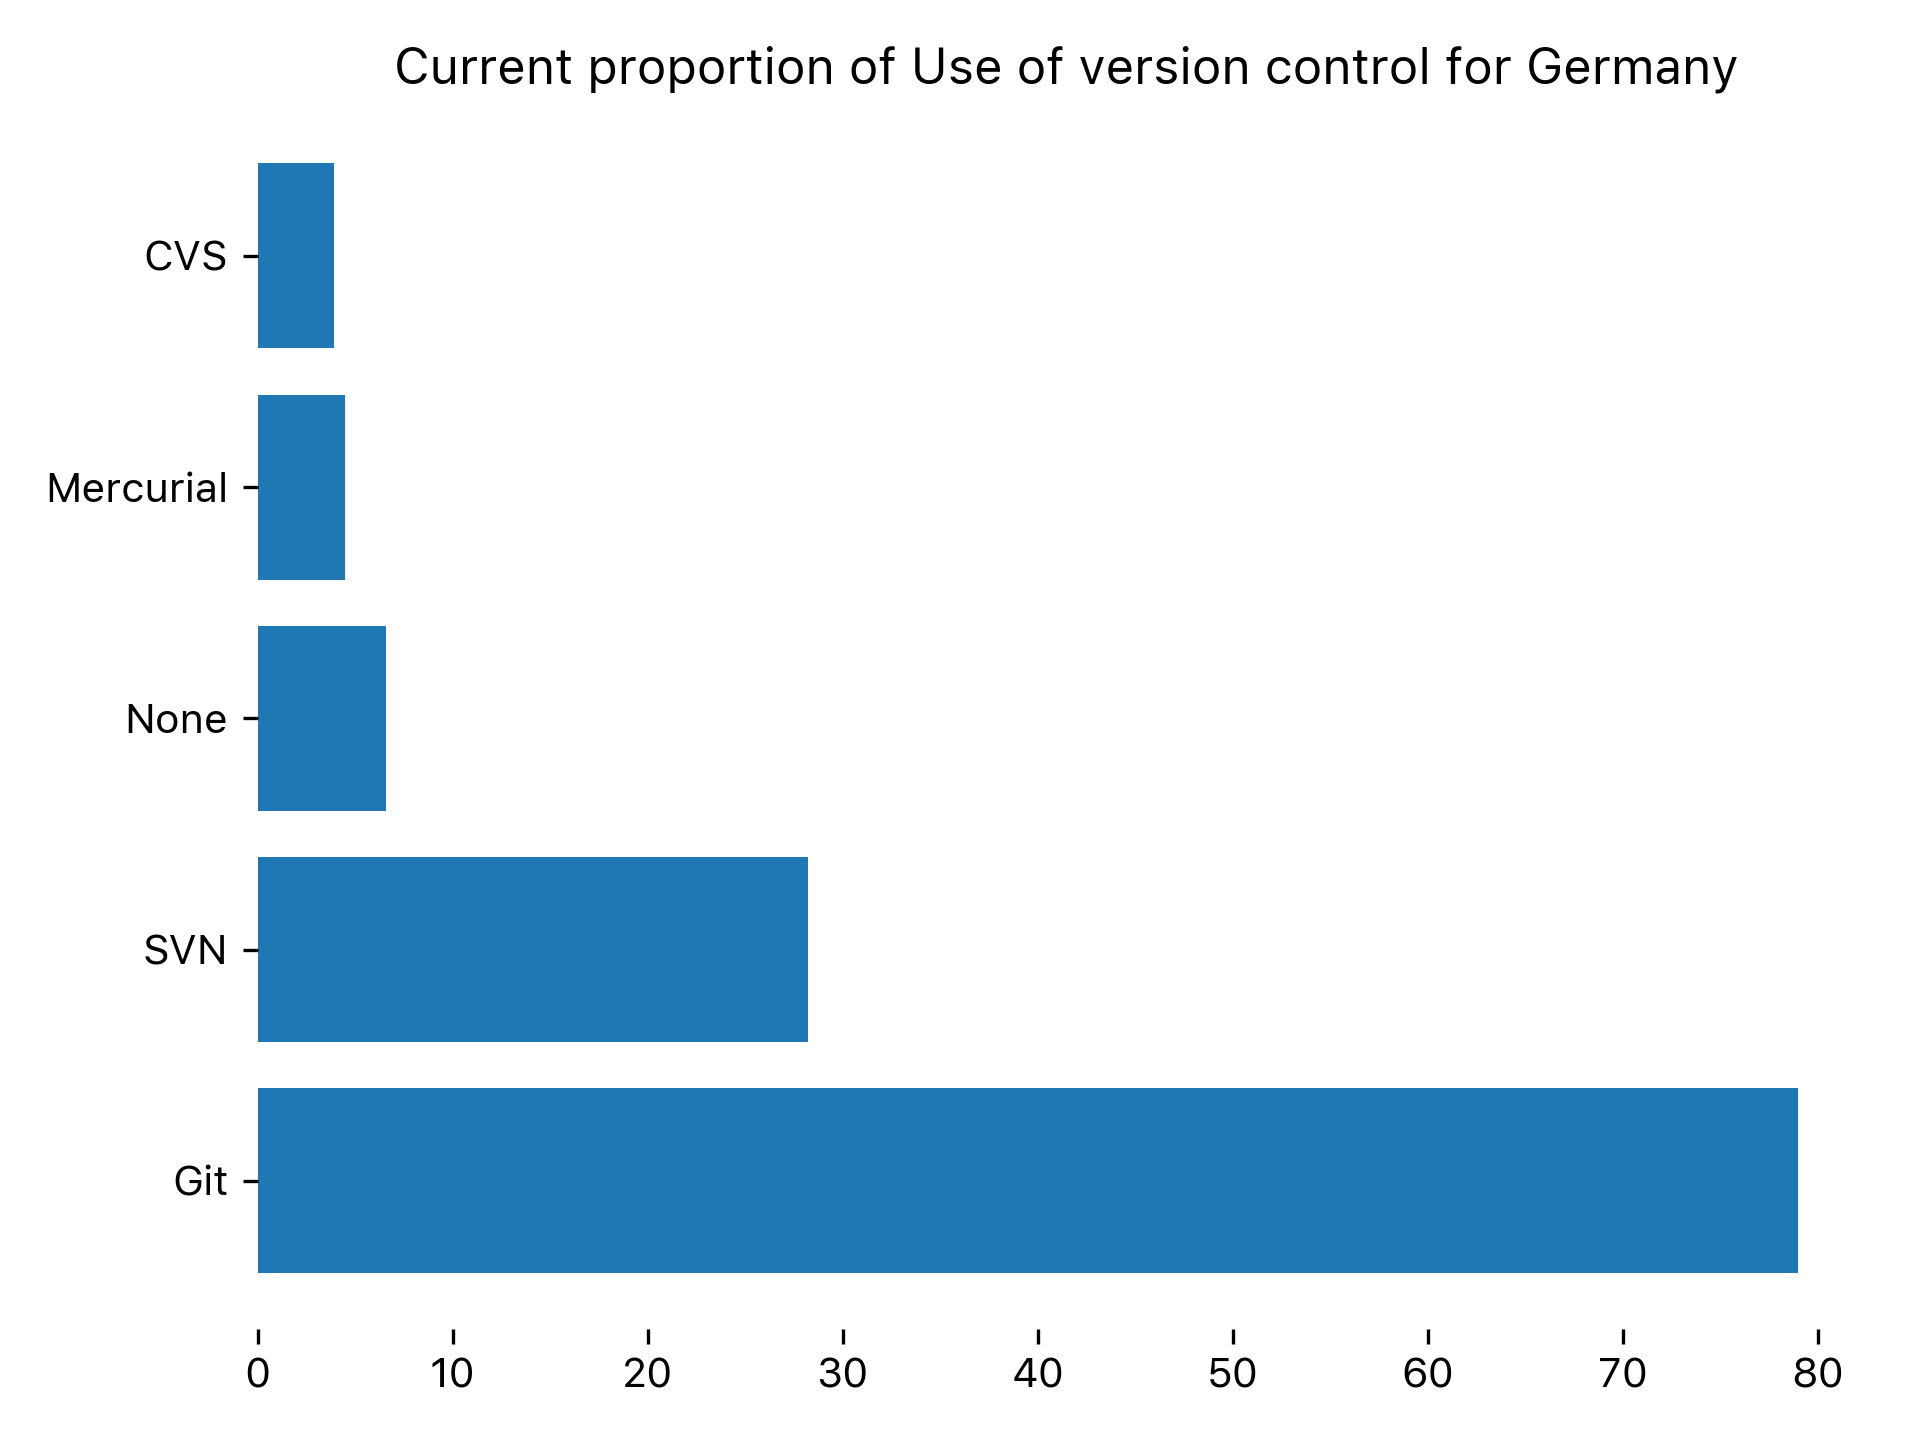 Current proportion of Use of version control for Germany
CVS
Mercurial
None
SVN
Git
0 10 20 30 40 50 60 70 80